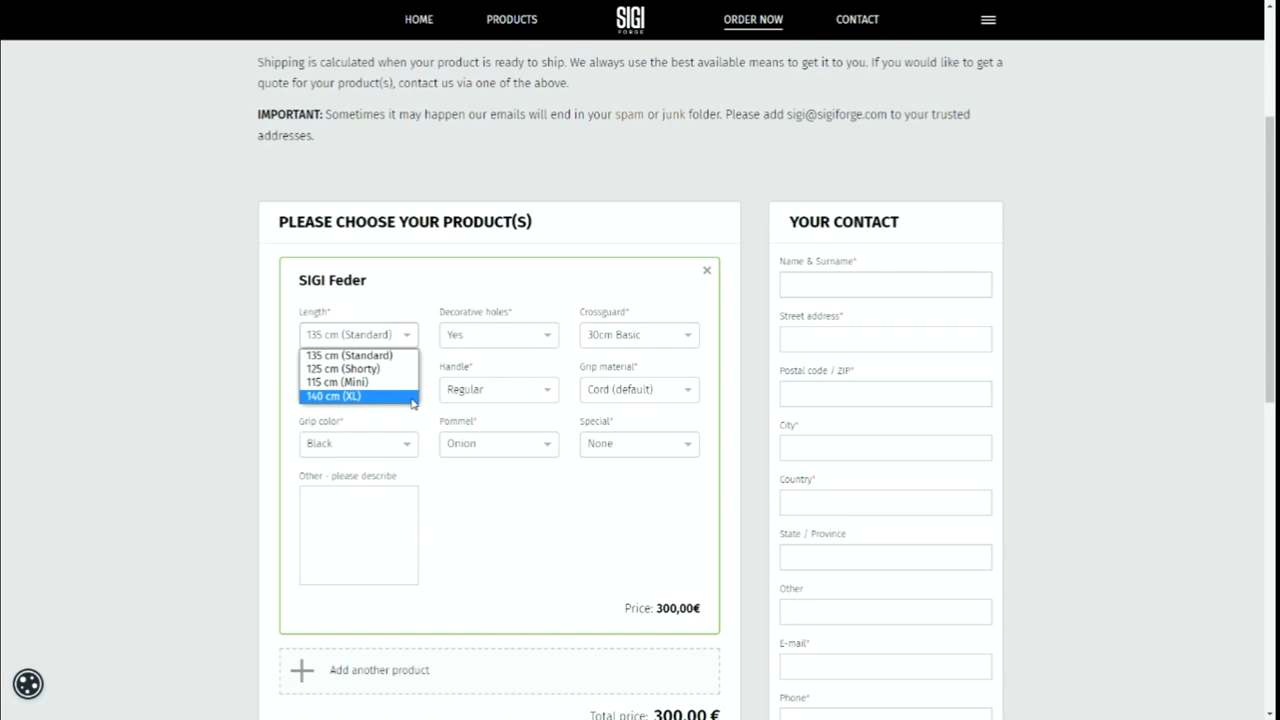 HOME
PRODUCTS
SIGI
FORGE
ORDER NOW
CONTACT
Shipping is calculated when your product is ready to ship. We always use the best available means to get it to you. If you would like to get a
quote for your product(s), contact us via one of the above.
IMPORTANT: Sometimes it may happen our emails will end in your spam or junk folder. Please add sigi@sigiforge.com to your trusted
addresses.
PLEASE CHOOSE YOUR PRODUCT(S)
SIGI Feder
×
Length*
Decorative holes*
Crossguard*
135 cm (Standard)
Yes
30cm Basic
135 cm (Standard)
125 cm (Shorty)
115 cm (Mini)
140 cm (XL)
Handle*
Grip material*
Regular
Cord (default)
Grip color*
Pommel*
Special*
Black
Onion
None
Other - please describe
Price: 300,00€
Add another product
Total price: 300,00 €
YOUR CONTACT
Name & Surname*
Street address*
Postal code / ZIP*
City*
Country*
State / Province
Other
E-mail*
Phone*